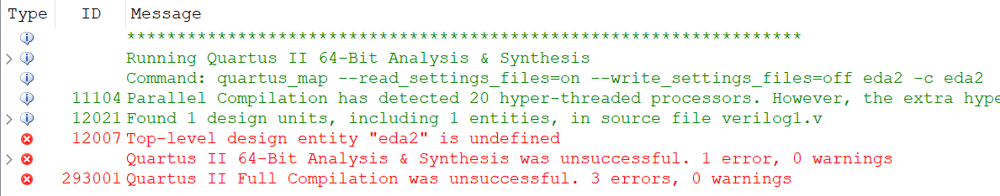 Type ID Message
*******************************************************************
Running Quartus II 64-Bit Analysis & Synthesis
Command: quartus_map --read_settings_files=on --write_settings_files=off eda2 -c eda2
11104 Parallel Compilation has detected 20 hyper-threaded processors. However, the extra hype
12021 Found 1 design units, including 1 entities, in source file verilog1.v
12007 Top-level design entity "eda2" is undefined
Quartus II 64-Bit Analysis & Synthesis was unsuccessful. 1 error, 0 warnings
293001 Quartus II Full Compilation was unsuccessful. 3 errors, 0 warnings